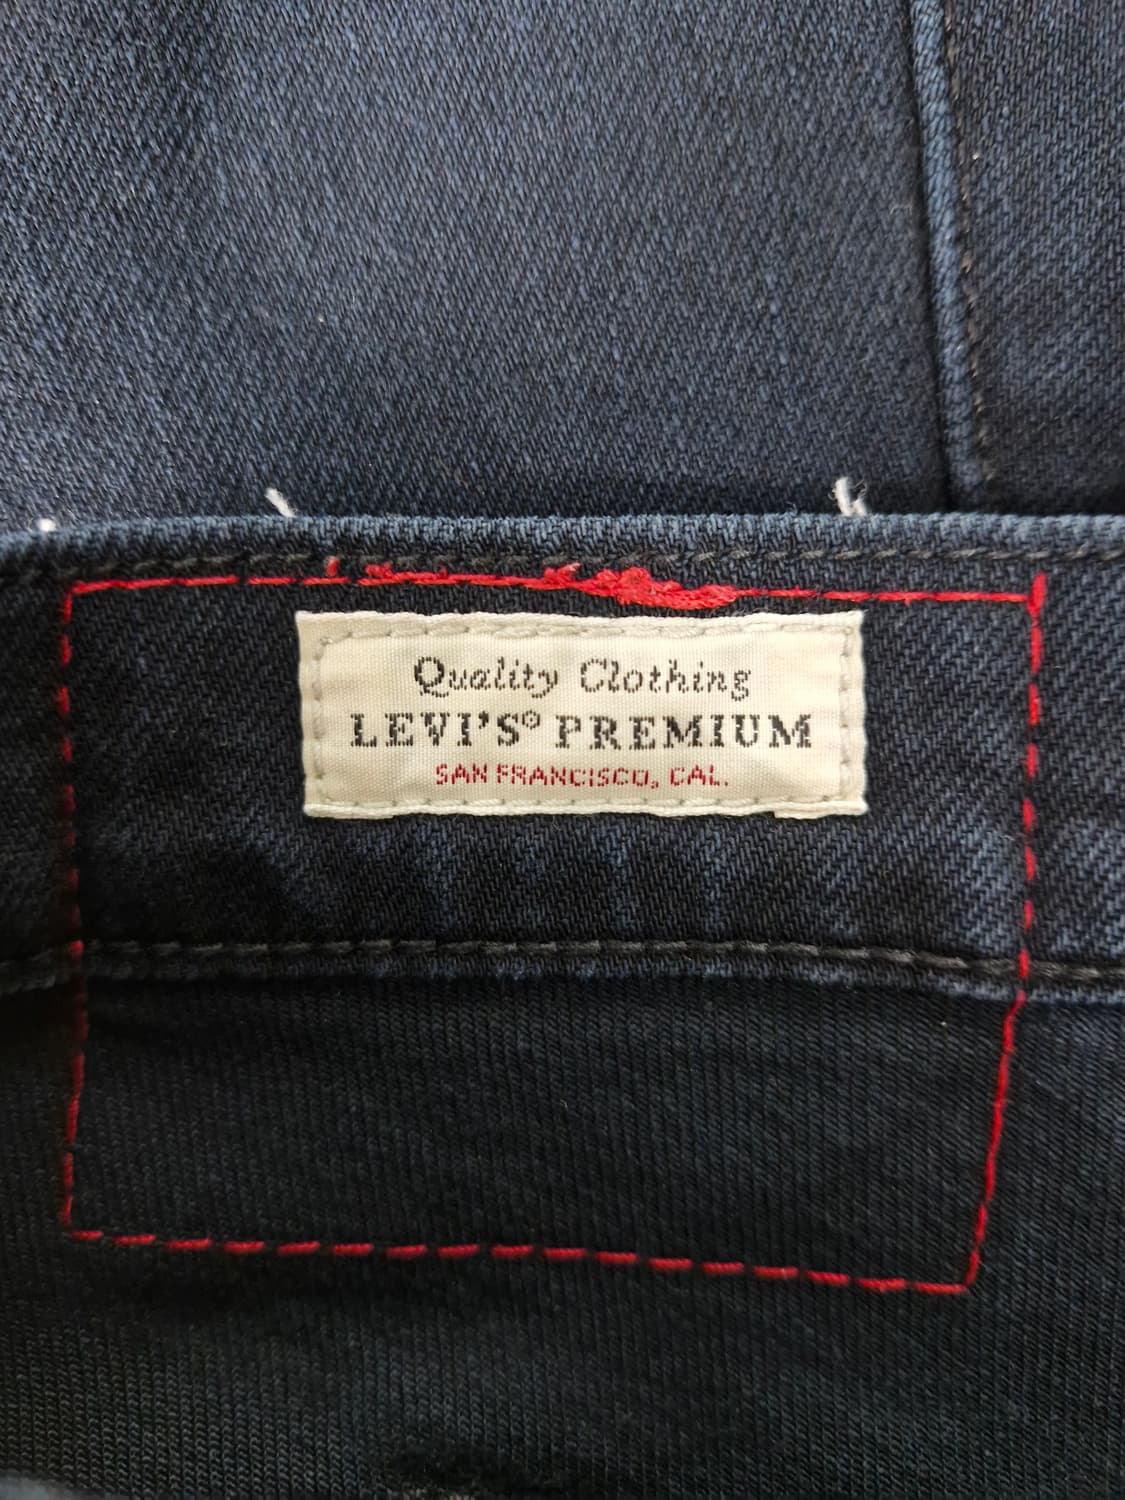 Quality Clothing
LEVI'S® PREMIUM
SAN FRANCISCO, CAL.